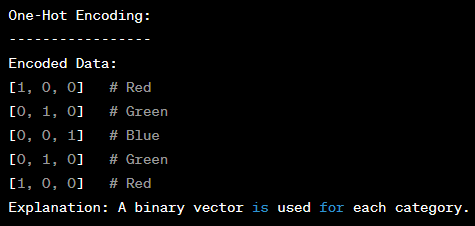 One-Hot Encoding:
-----------------
Encoded Data:
[1, 0, 0]   # Red
[0, 1, 0]   # Green
[0, 0, 1]   # Blue
[0, 1, 0]   # Green
[1, 0, 0]   # Red
Explanation: A binary vector is used for each category.